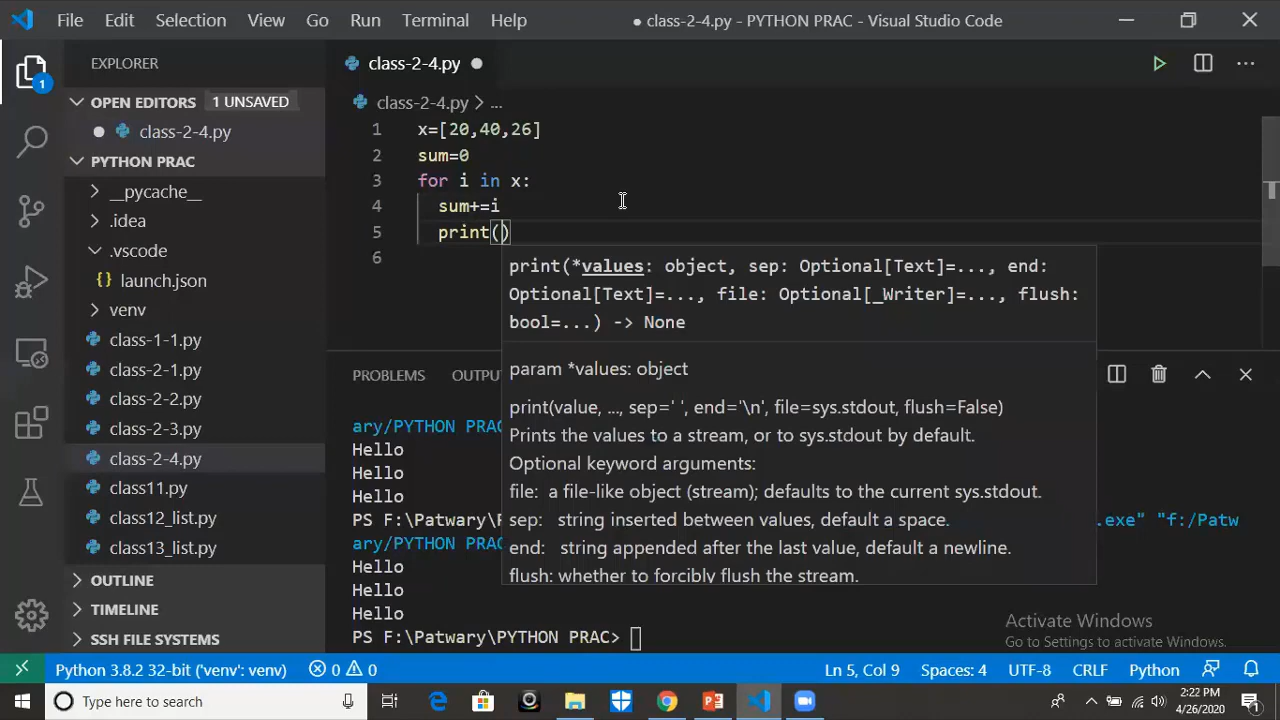 File Edit Selection View Go Run Terminal Help
● class-2-4.py - PYTHON PRAC - Visual Studio Code
1
EXPLORER
OPEN EDITORS 1 UNSAVED
class-2-4.py
PYTHON PRAC
__pycache__
.idea
.vscode
{} launch.json
venv
class-1-1.py
class-2-1.py
class-2-2.py
class-2-3.py
class-2-4.py
class11.py
class12_list.py
class13_list.py
OUTLINE
TIMELINE
SSH FILE SYSTEMS
class-2-4.py ●
class-2-4.py > ...
1 x=[20,40,26]
2 sum=0
3 for i in x:
4 sum+=i
5 print()
6
print(*values: object, sep: Optional[Text]=..., end:
Optional[Text]=..., file: Optional[_Writer]=..., flush:
bool=...) -> None
param *values: object
print(value, ..., sep=' ', end='\n', file=sys.stdout, flush=False)
Prints the values to a stream, or to sys.stdout by default.
Optional keyword arguments:
file: a file-like object (stream); defaults to the current sys.stdout.
sep: string inserted between values, default a space.
end: string appended after the last value, default a newline.
flush: whether to forcibly flush the stream.
PROBLEMS OUTPU
ary/PYTHON PRAC
Hello
Hello
Hello
PS F:\Patwary\P .exe" "f:/Patw
ary/PYTHON PRAC
Hello
Hello
Hello
PS F:\Patwary\PYTHON PRAC>
Activate Windows
Go to Settings to activate Windows.
Python 3.8.2 32-bit ('venv': venv) 0 0 Ln 5, Col 9 Spaces: 4 UTF-8 CRLF Python
Type here to search
2:22 PM
4/26/2020
1